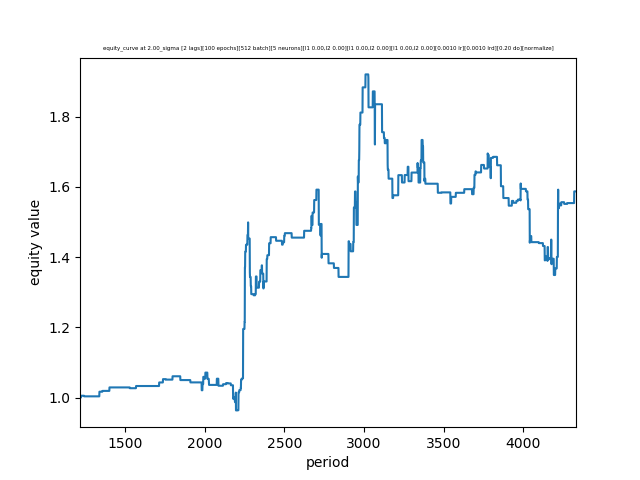 equity_curve at 2.00_sigma [2 lags][100 epochs][512 batch][5 neurons][l1 0.00,l2 0.00][l1 0.00,l2 0.00][l1 0.00,l2 0.00][0.0010 lr][0.0010 lrd][0.20 do][normalize]
1.8
1.6
1.4
1.2
1.0
equity value
1500 2000 2500 3000 3500 4000
period